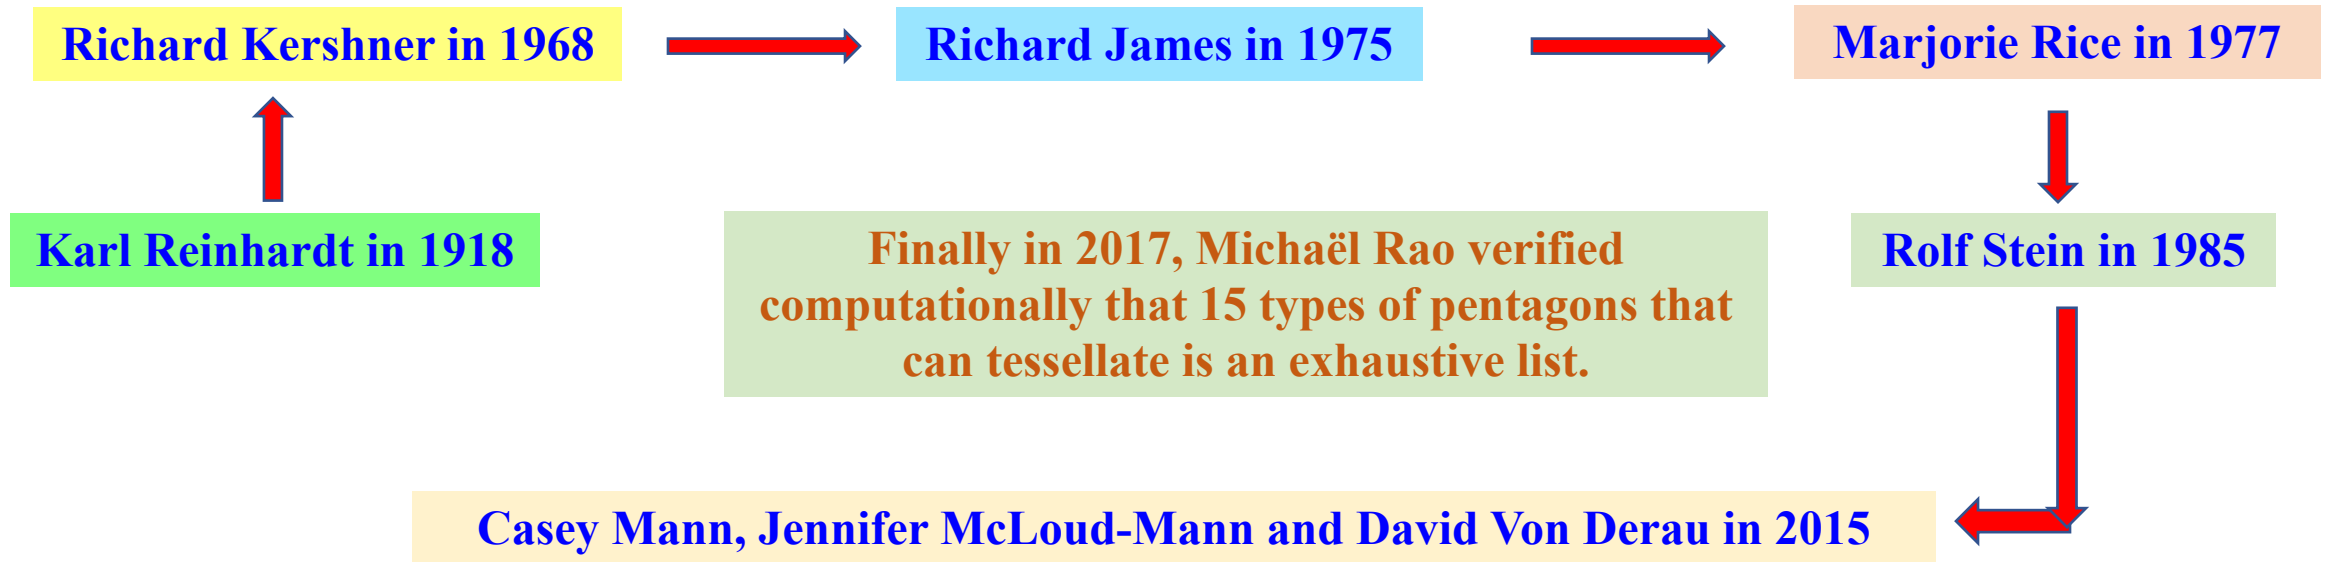 Richard Kershner in 1968
Richard James in 1975
Marjorie Rice in 1977
Karl Reinhardt in 1918
Finally in 2017, Michaël Rao verified
computationally that 15 types of pentagons that
can tessellate is an exhaustive list.
Rolf Stein in 1985
Casey Mann, Jennifer McLoud-Mann and David Von Derau in 2015